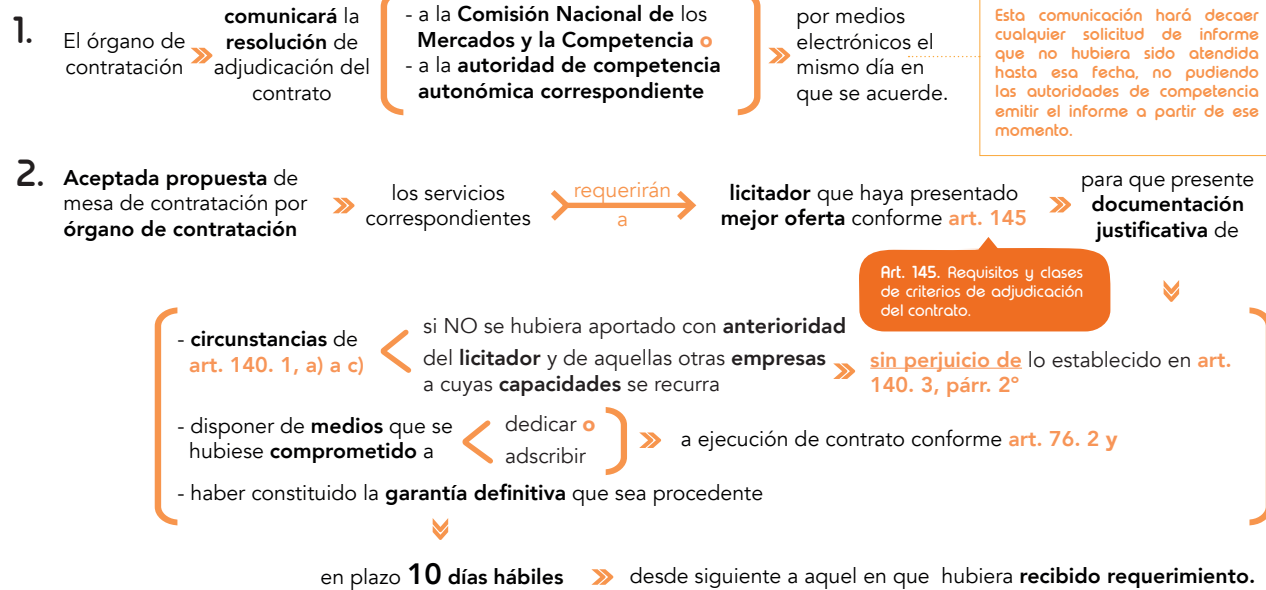 1.
El órgano de
contratación
comunicará la
resolución de
adjudicación del
contrato
- a la Comisión Nacional de los
Mercados y la Competencia o
- a la autoridad de competencia
autonómica correspondiente
por medios
electrónicos el
mismo día en
que se acuerde.
Esta comunicación hará decaer
cualquier solicitud de informe
que no hubiera sido atendida
hasta esa fecha, no pudiendo
las autoridades de competencia
emitir el informe a partir de ese
momento.
2.
Aceptada propuesta de
mesa de contratación por
órgano de contratación
los servicios
correspondientes
requerirán
a
licitador que haya presentado
mejor oferta conforme art. 145
para que presente
documentación
justificativa de
Art. 145. Requisitos y clases
de criterios de adjudicación
del contrato.
- circunstancias de
art. 140. 1, a) a c)
si NO se hubiera aportado con anterioridad
del licitador y de aquellas otras empresas
a cuyas capacidades se recurra
sin perjuicio de lo establecido en art.
140. 3, párr. 2º
- disponer de medios que se
hubiese comprometido a
dedicar o
adscribir
a ejecución de contrato conforme art. 76. 2 y
- haber constituido la garantía definitiva que sea procedente
en plazo 10 días hábiles
desde siguiente a aquel en que hubiera recibido requerimiento.